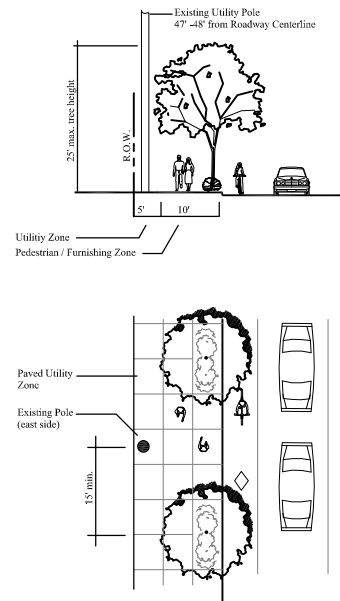 Existing Utility Pole
47' -48' from Roadway Centerline
25' max. tree height
R.O.W.
5'
10'
Utilitiy Zone
Pedestrian / Furnishing Zone
Paved Utility
Zone
Existing Pole
(east side)
15' min.